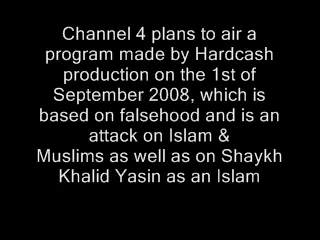 Channel 4 plans to air a
program made by Hardcash
production on the 1st of
September 2008, which is
based on falsehood and is an
attack on Islam &
Muslims as well as on Shaykh
Khalid Yasin as an Islam